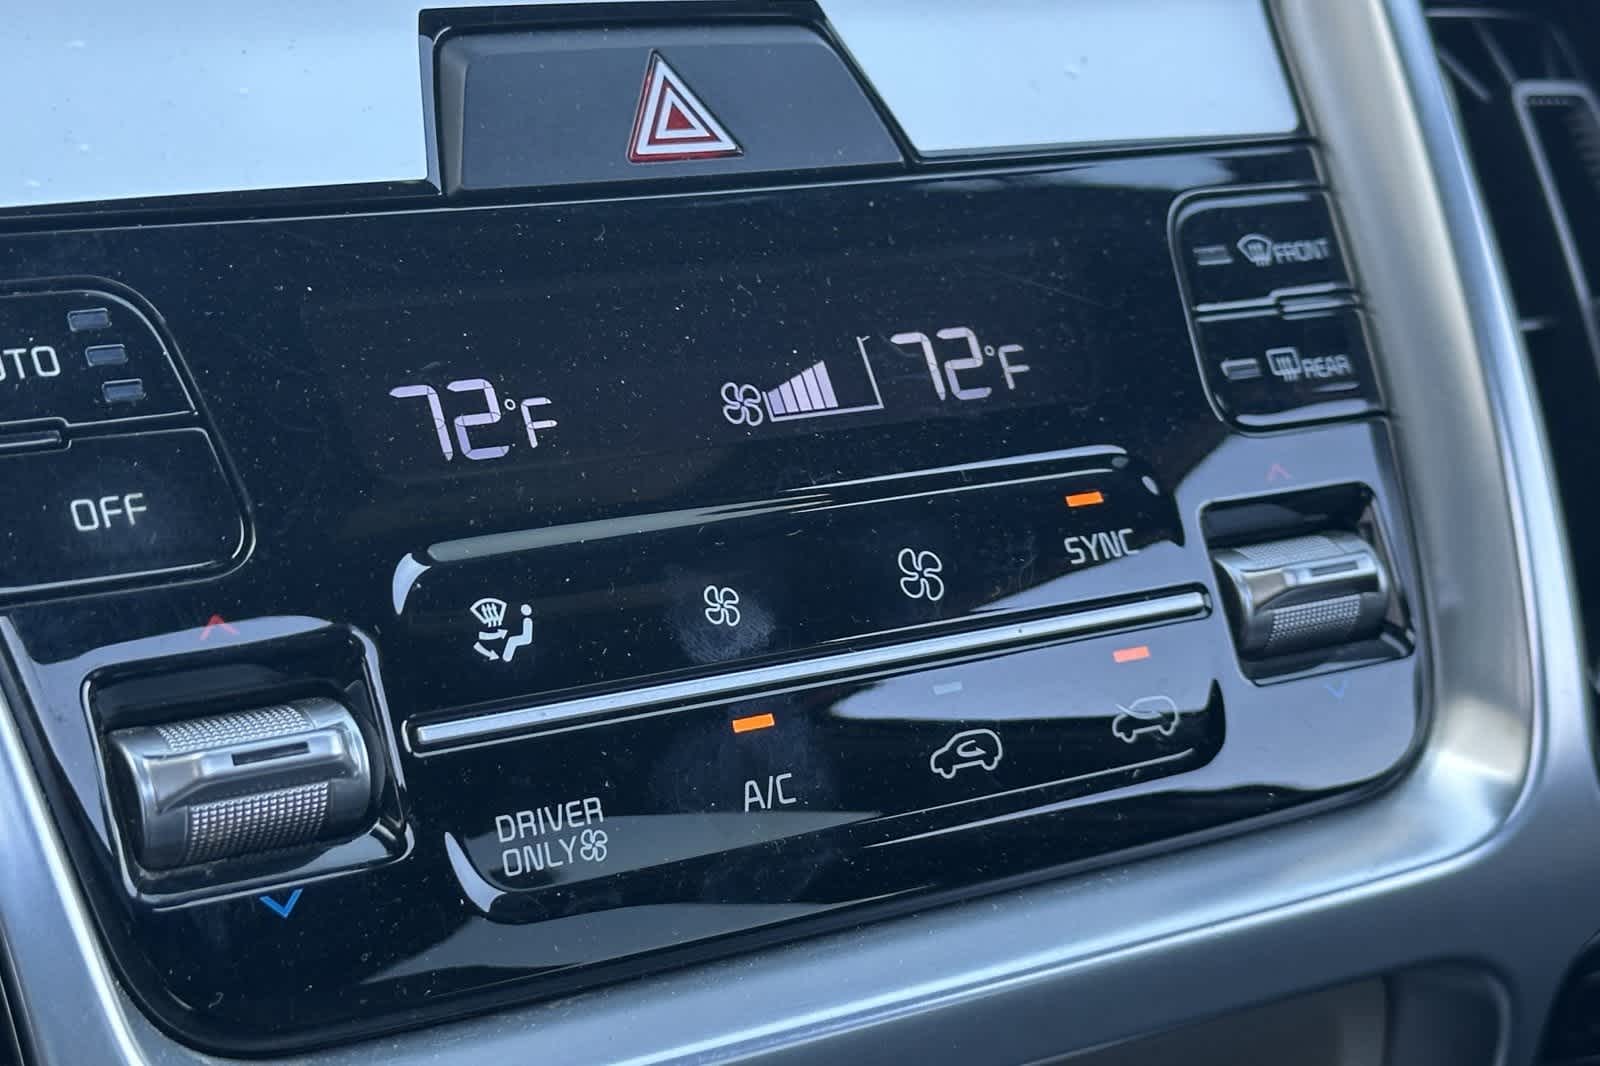 FRONT
REAR
UTO
OFF
72°F
72°F
SYNC
DRIVER
ONLY
A/C